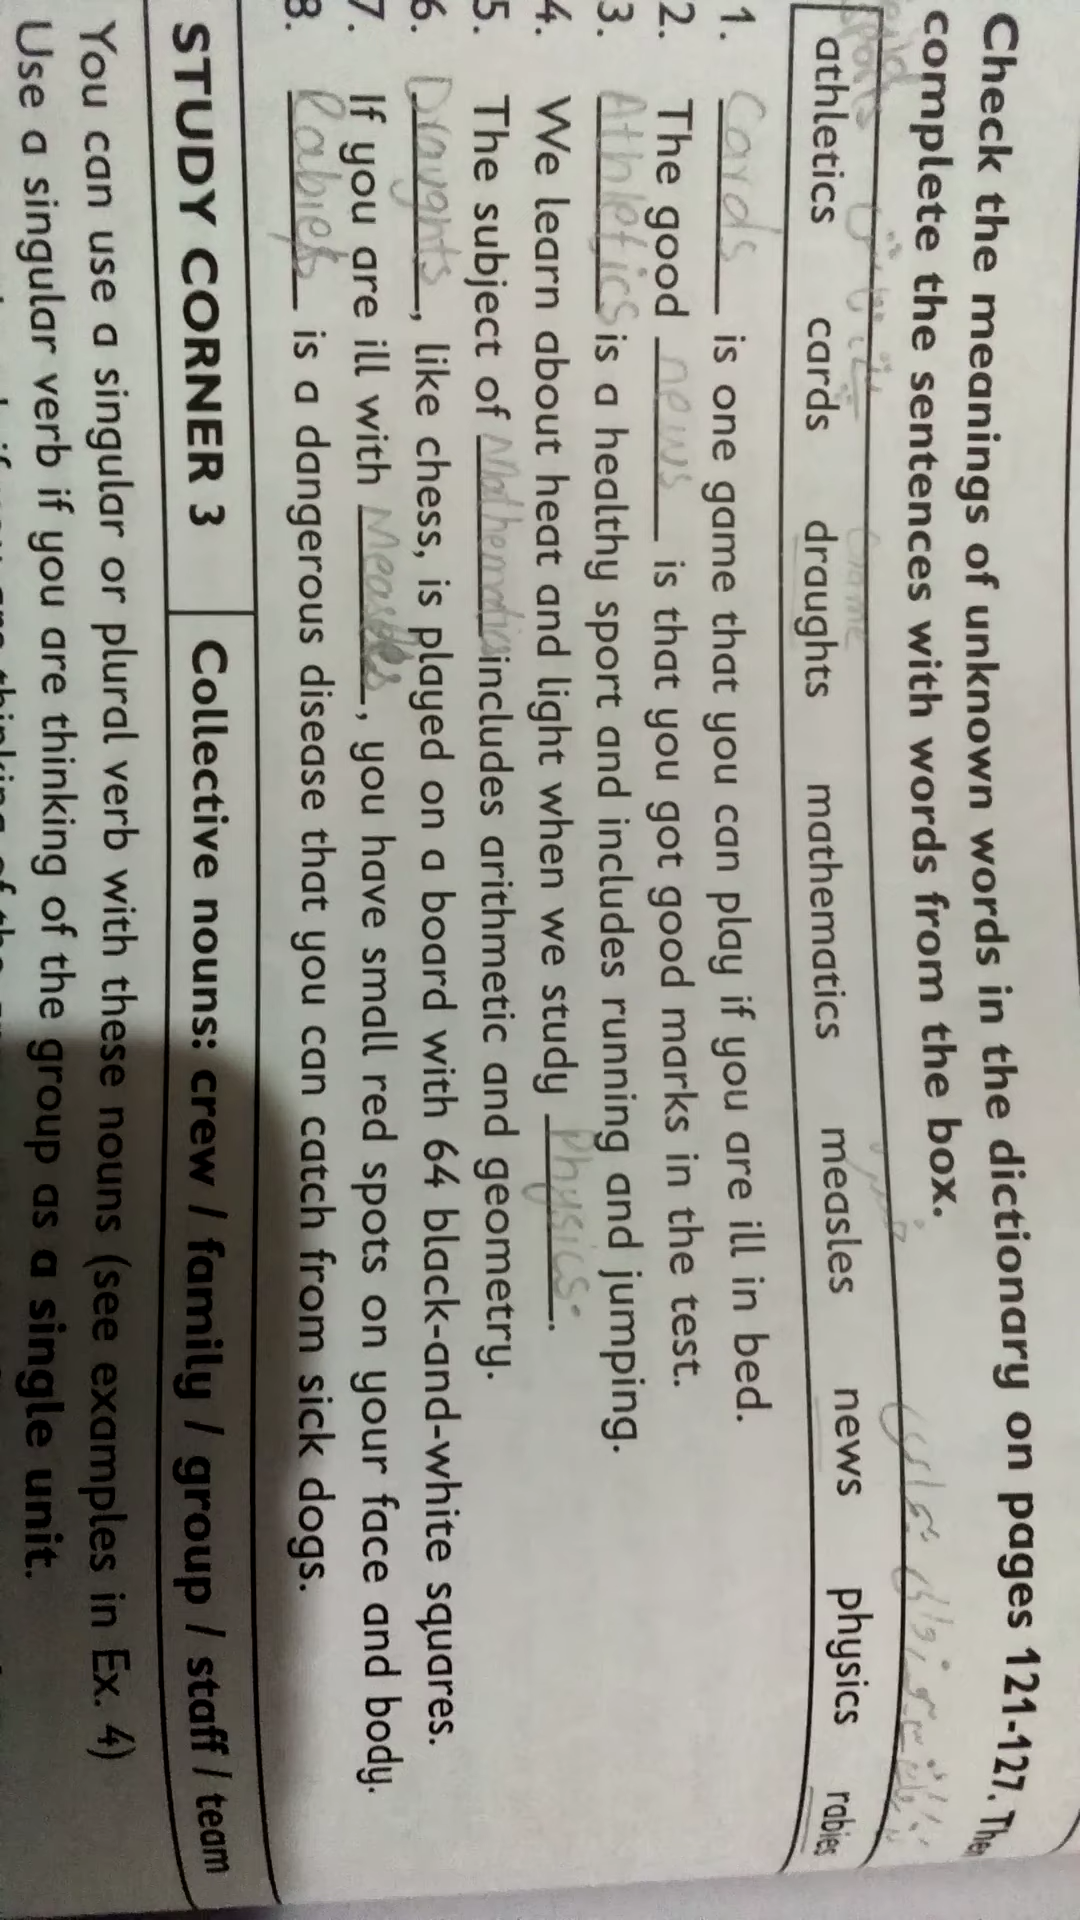 Check the meanings of unknown words in the dictionary on pages 121-127. Then
complete the sentences with words from the box.
athletics cards draughts mathematics measles news physics rabies
1. Cards is one game that you can play if you are ill in bed.
2. The good news is that you got good marks in the test.
3. Athletics is a healthy sport and includes running and jumping.
4. We learn about heat and light when we study Physics.
5. The subject of Mathematics includes arithmetic and geometry.
6. Draughts, like chess, is played on a board with 64 black-and-white squares.
7. If you are ill with Measles, you have small red spots on your face and body.
8. Rabies is a dangerous disease that you can catch from sick dogs.
STUDY CORNER 3 Collective nouns: crew / family / group / staff / team
You can use a singular or plural verb with these nouns (see examples in Ex. 4)
Use a singular verb if you are thinking of the group as a single unit.